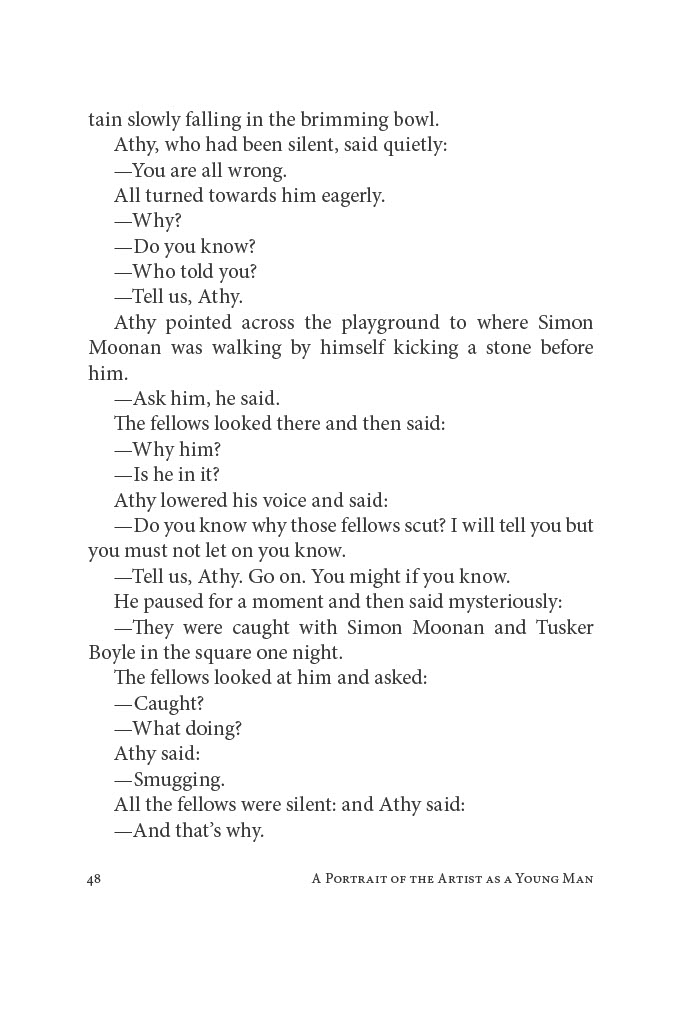 tain slowly falling in the brimming bowl.
Athy, who had been silent, said quietly:
—You are all wrong.
All turned towards him eagerly.
—Why?
—Do you know?
—Who told you?
—Tell us, Athy.
Athy pointed across the playground to where Simon
Moonan was walking by himself kicking a stone before
him.
—Ask him, he said.
The fellows looked there and then said:
—Why him?
—Is he in it?
Athy lowered his voice and said:
—Do you know why those fellows scut? I will tell you but
you must not let on you know.
—Tell us, Athy. Go on. You might if you know.
He paused for a moment and then said mysteriously:
—They were caught with Simon Moonan and Tusker
Boyle in the square one night.
The fellows looked at him and asked:
—Caught?
—What doing?
Athy said:
—Smugging.
All the fellows were silent: and Athy said:
—And that’s why.
48 A Portrait of the Artist as a Young Man